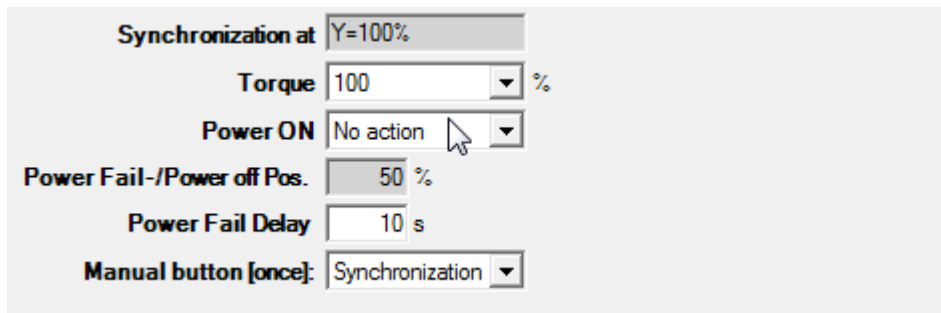 Synchronization at Y=100%
Torque 100 %
Power ON No action
Power Fail-/Power off Pos. 50 %
Power Fail Delay 10 s
Manual button [once]: Synchronization